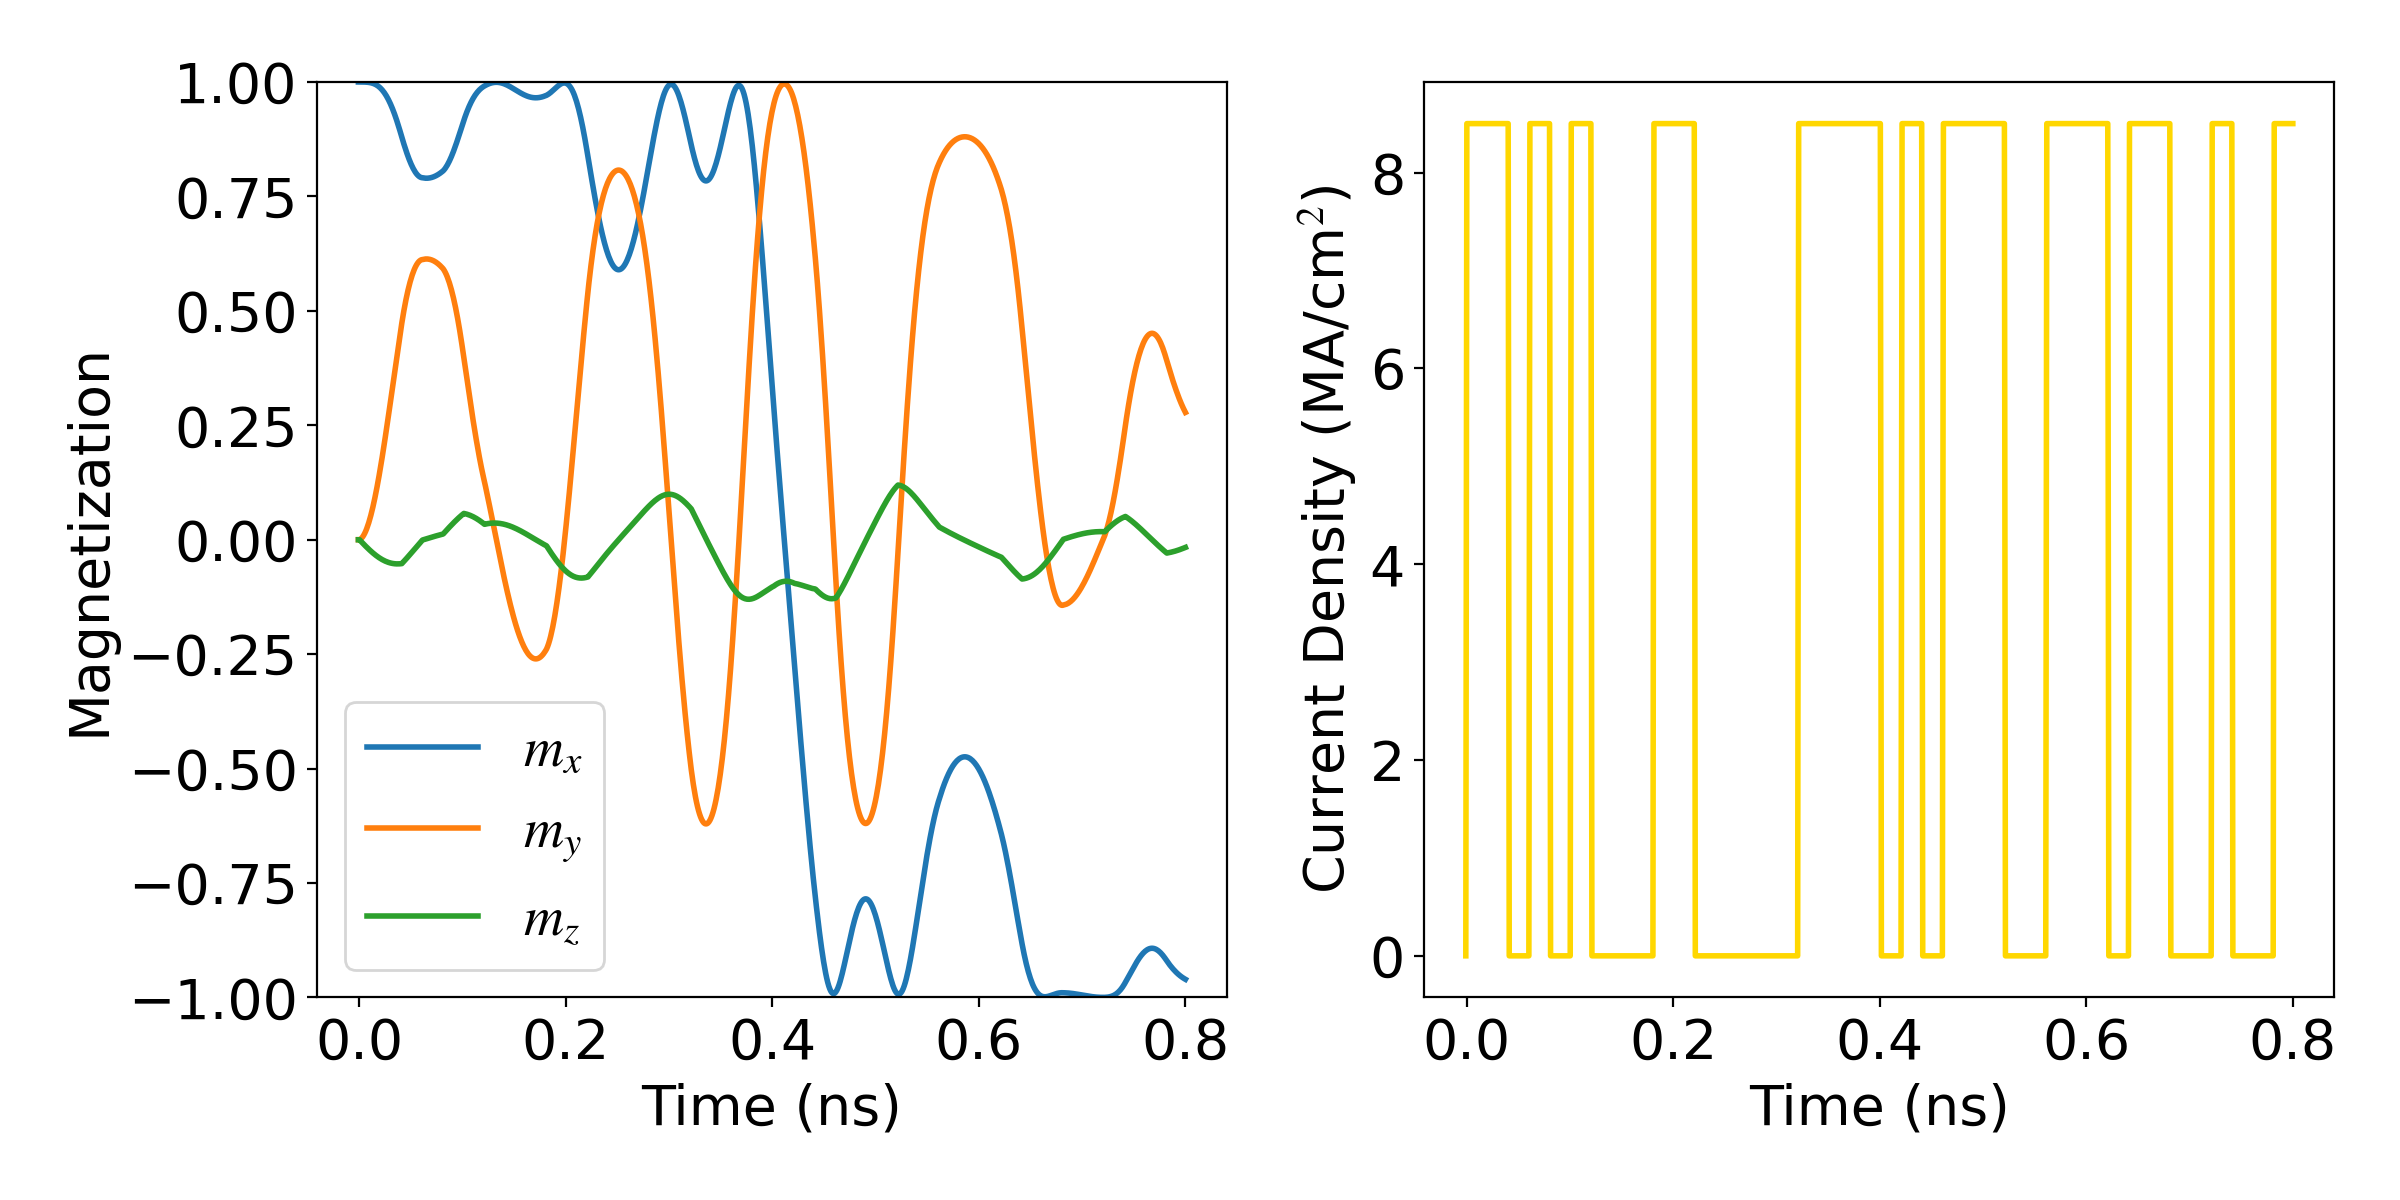 1.00
0.75
0.50
0.25
0.00
−0.25
−0.50
−0.75
−1.00
Magnetization
m_x
m_y
m_z
0.0 0.2 0.4 0.6 0.8
Time (ns)
8
6
4
2
0
Current Density (MA/cm²)
0.0 0.2 0.4 0.6 0.8
Time (ns)